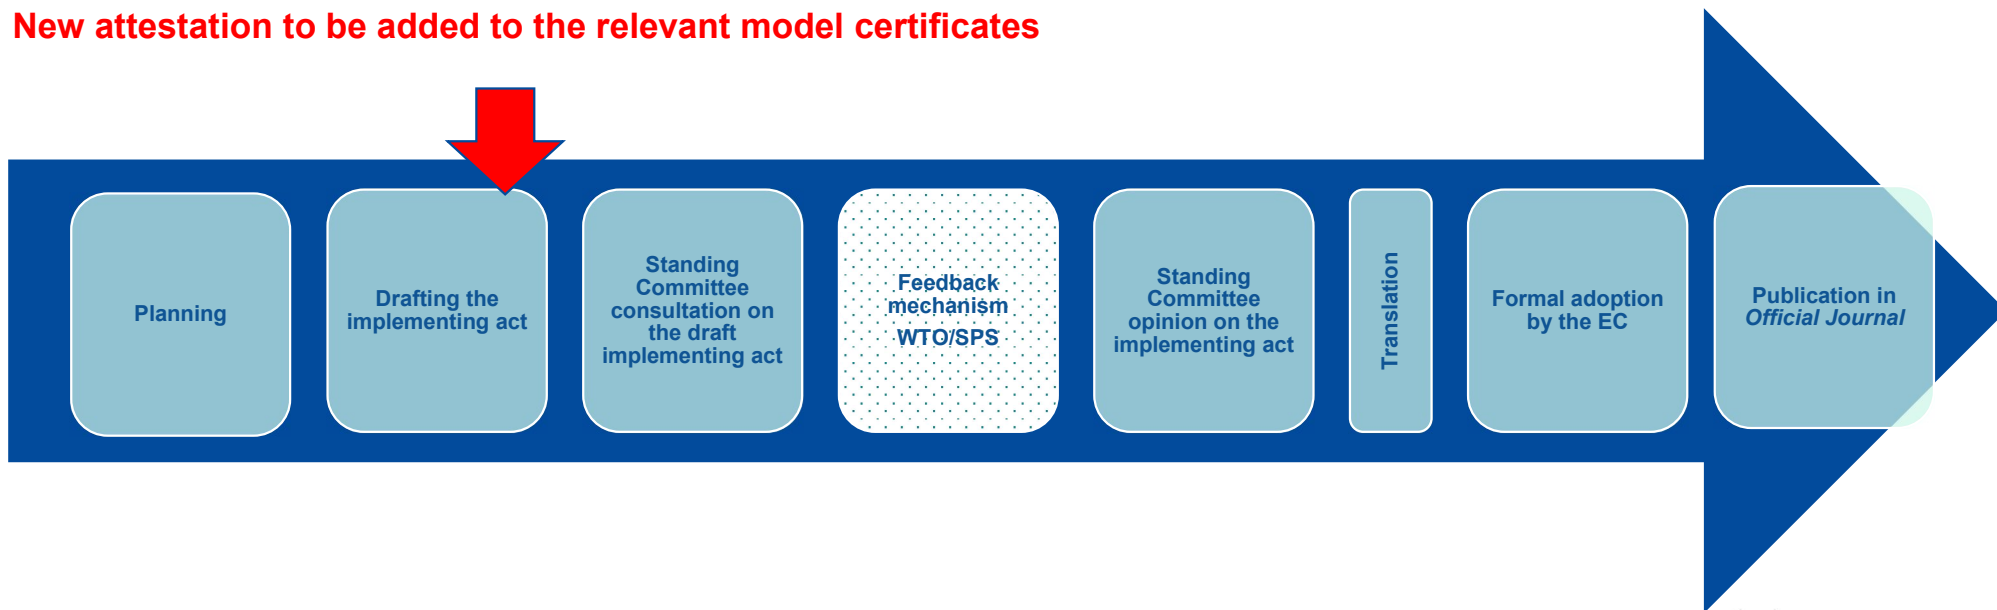 New attestation to be added to the relevant model certificates
Planning
Drafting the
implementing act
Standing
Committee
consultation on
the draft
implementing act
Feedback
mechanism
WTO/SPS
Standing
Committee
opinion on the
implementing act
Translation
Formal adoption
by the EC
Publication in
Official Journal